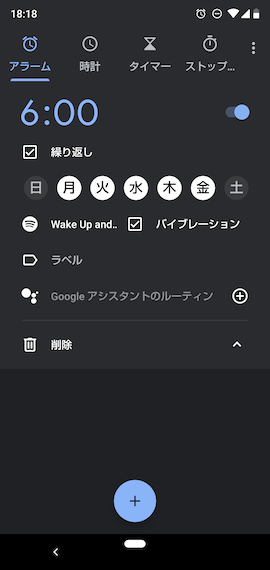 18:18
アラーム 時計 タイマー ストップ...
6:00
繰り返し
日 月 火 水 木 金 土
Wake Up and.. バイブレーション
ラベル
Google アシスタントのルーティン
削除